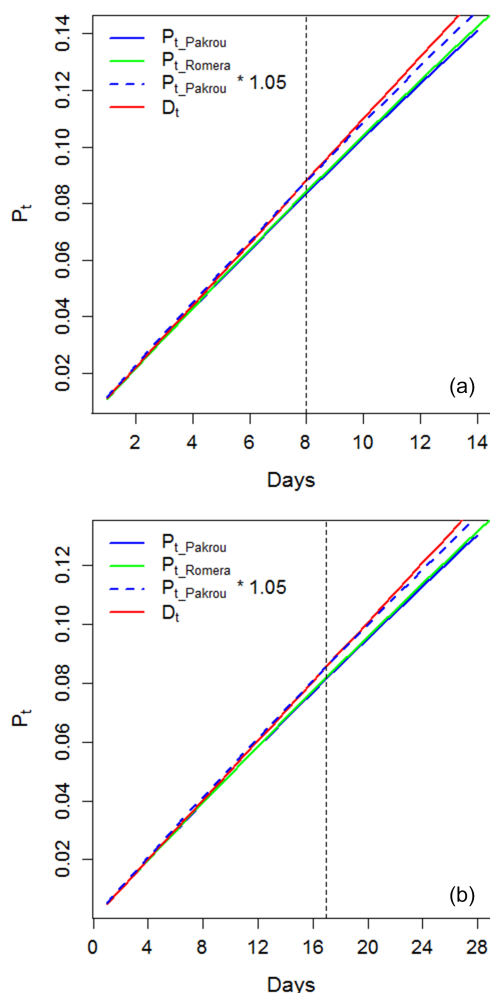 P_t_Pakrou
P_t_Romera
P_t_Pakrou * 1.05
D_t
0.14
0.12
0.10
0.08
0.06
0.04
0.02
P_t
2 4 6 8 10 12 14
Days
(a)
P_t_Pakrou
P_t_Romera
P_t_Pakrou * 1.05
D_t
0.12
0.10
0.08
0.06
0.04
0.02
P_t
0 4 8 12 16 20 24 28
Days
(b)